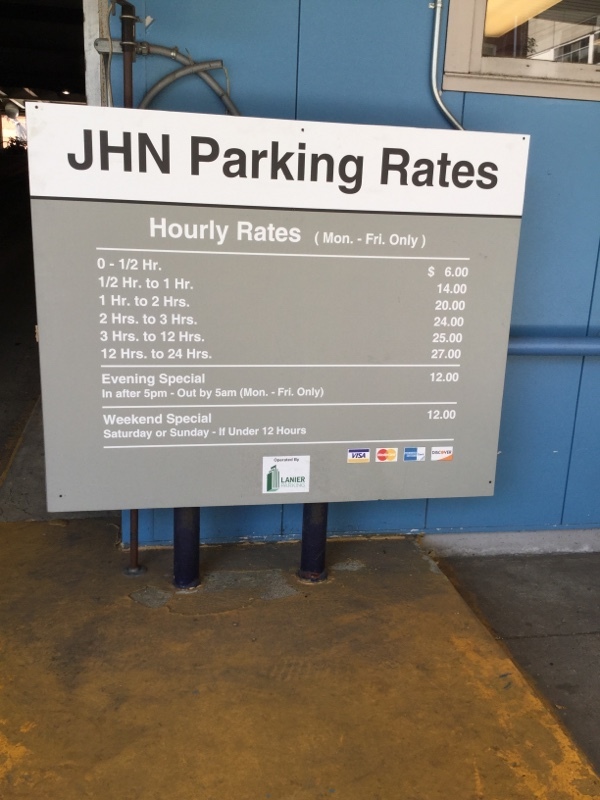 JHN Parking Rates
Hourly Rates ( Mon. - Fri. Only )
0 - 1/2 Hr. $ 6.00
1/2 Hr. to 1 Hr. 14.00
1 Hr. to 2 Hrs. 20.00
2 Hrs. to 3 Hrs. 24.00
3 Hrs. to 12 Hrs. 25.00
12 Hrs. to 24 Hrs. 27.00
Evening Special 12.00
In after 5pm - Out by 5am (Mon. - Fri. Only)
Weekend Special 12.00
Saturday or Sunday - If Under 12 Hours
VISA MasterCard DISCOVER
Operated By
LANIER
PARKING